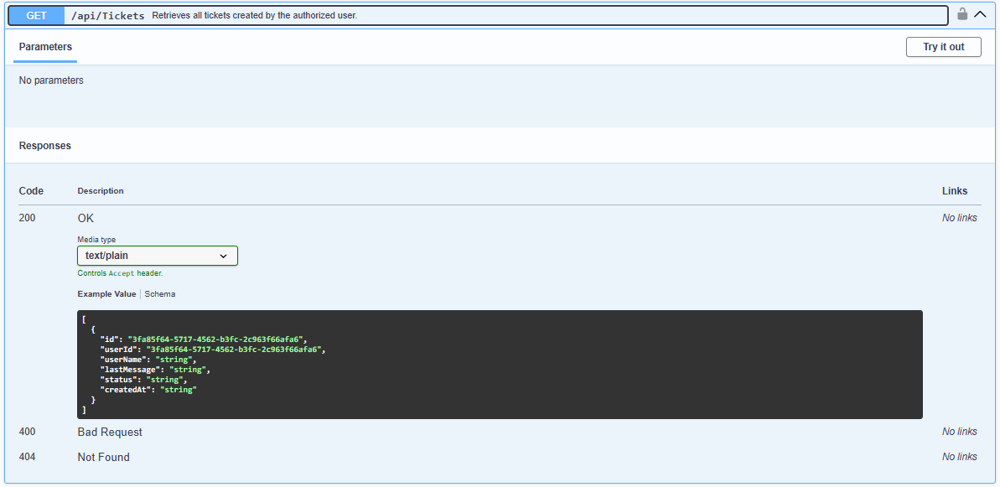 GET /api/Tickets Retrieves all tickets created by the authorized user.
Parameters
Try it out
No parameters
Responses
Code Description Links
200 OK No links
Media type
text/plain
Controls Accept header.
Example Value Schema
[
{
"id": "3fa85f64-5717-4562-b3fc-2c963f66afa6",
"userId": "3fa85f64-5717-4562-b3fc-2c963f66afa6",
"userName": "string",
"lastMessage": "string",
"status": "string",
"createdAt": "string"
}
]
400 Bad Request No links
404 Not Found No links